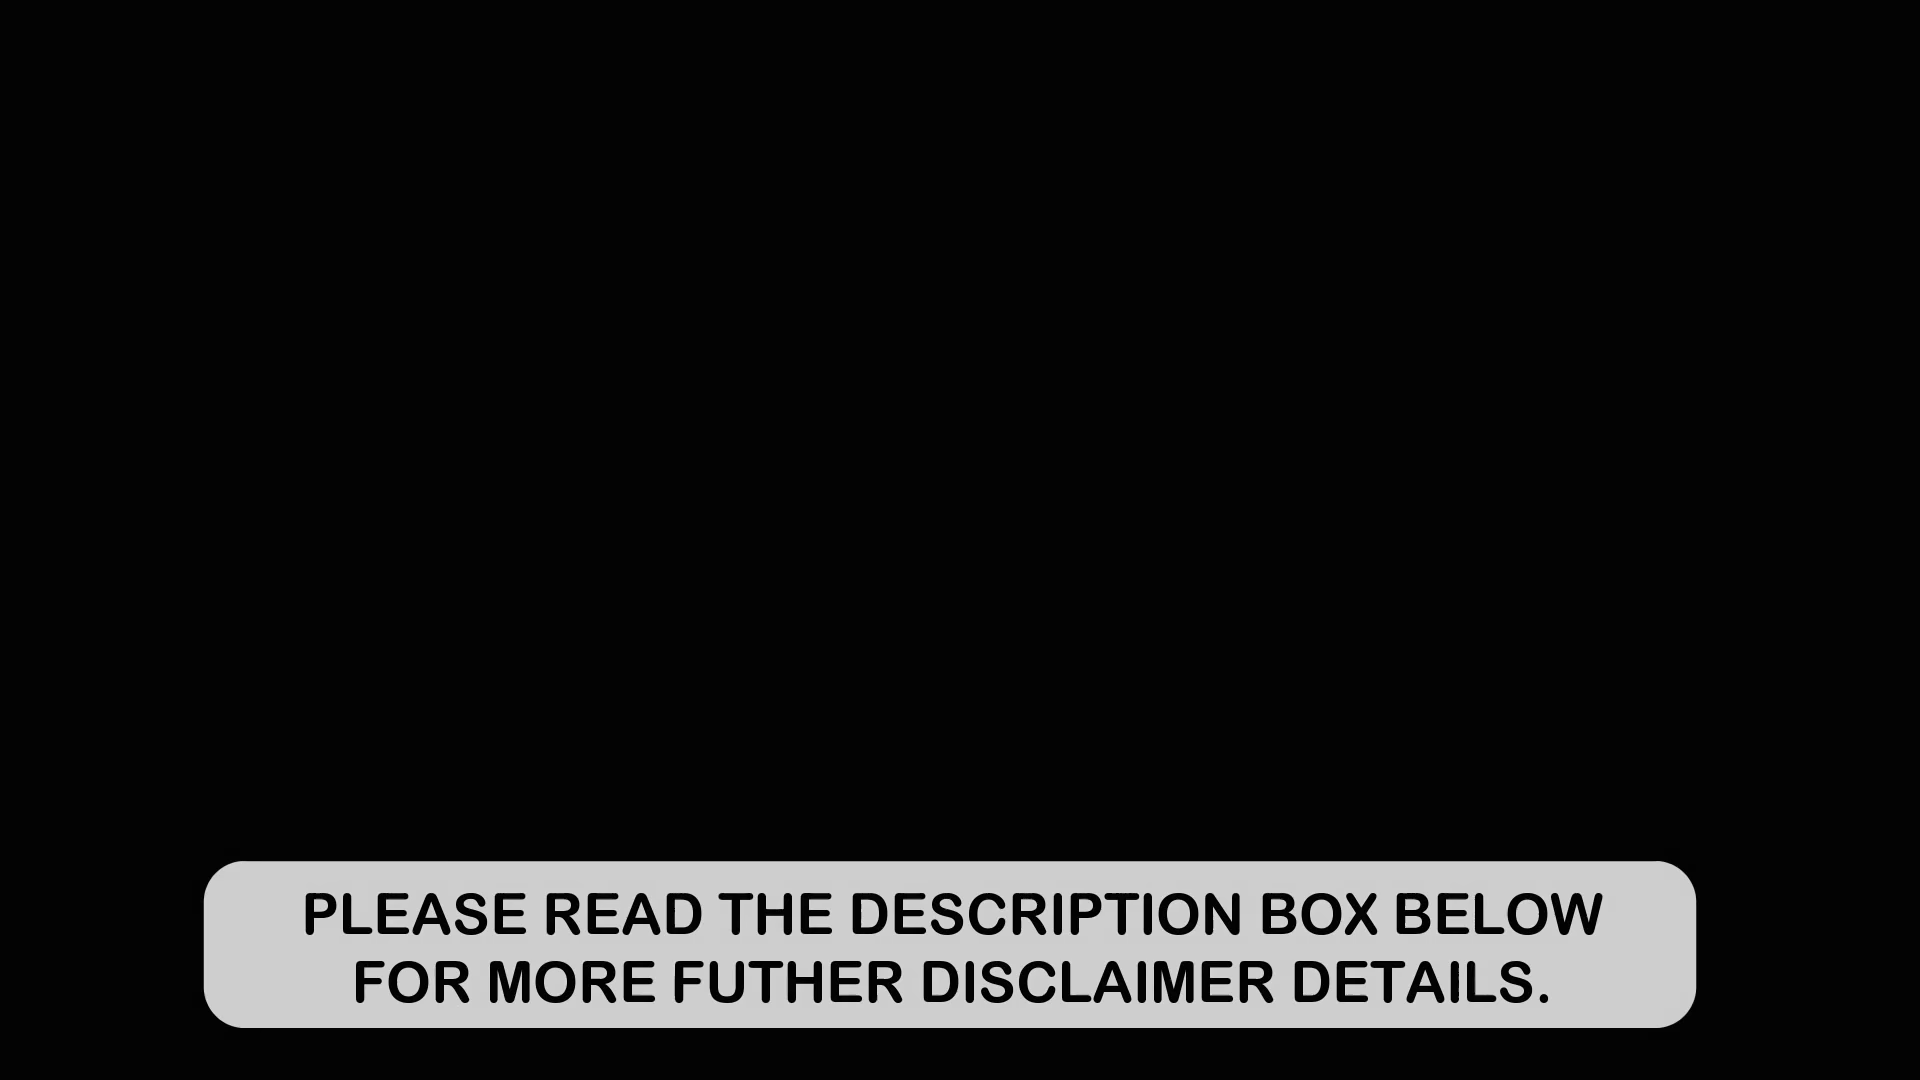 PLEASE READ THE DESCRIPTION BOX BELOW
FOR MORE FUTHER DISCLAIMER DETAILS.